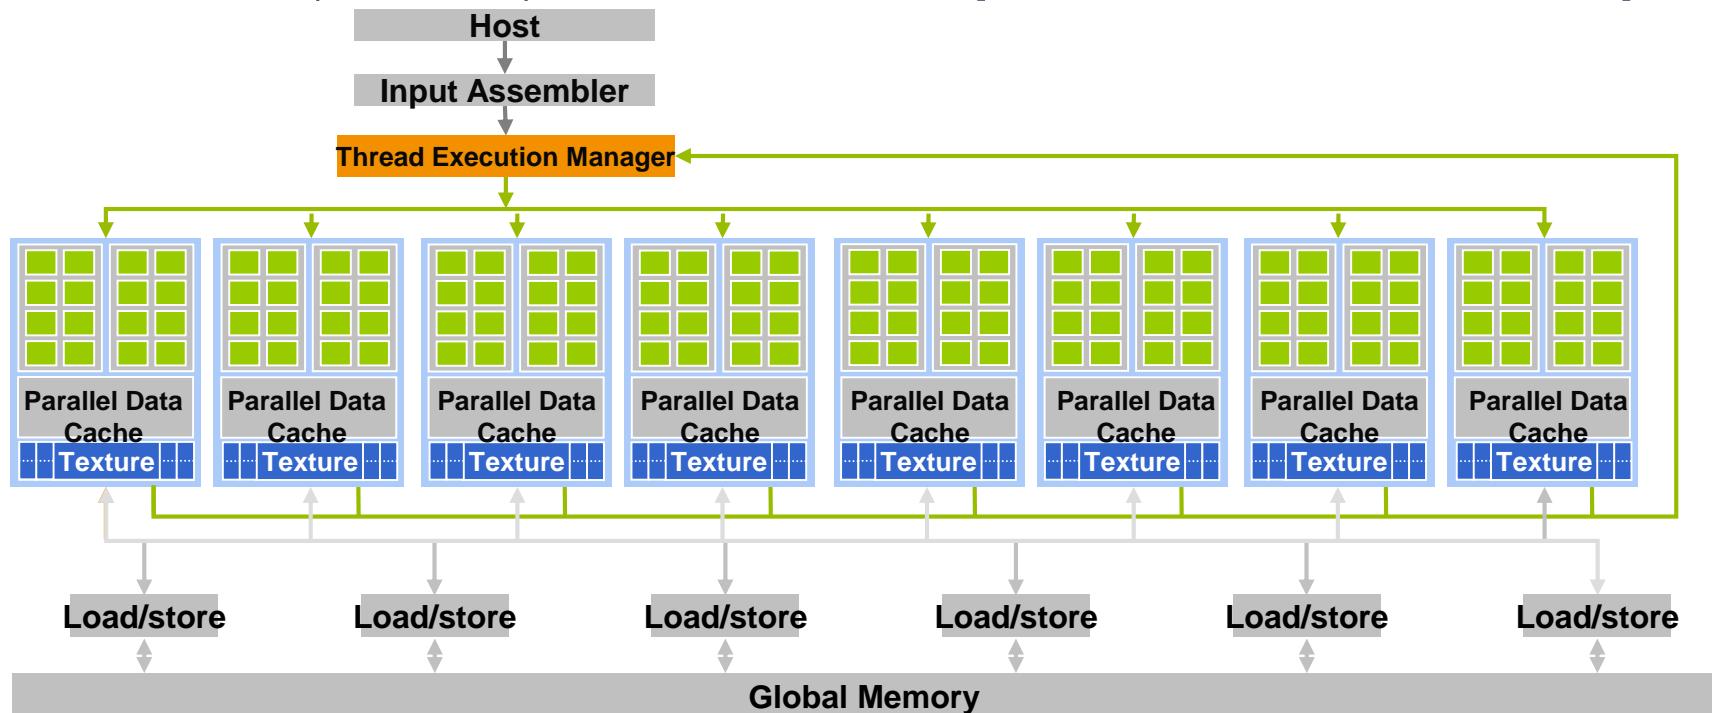 Host
Input Assembler
Thread Execution Manager
Parallel Data Cache
Parallel Data Cache
Parallel Data Cache
Parallel Data Cache
Parallel Data Cache
Parallel Data Cache
Parallel Data Cache
Parallel Data Cache
Texture
Texture
Texture
Texture
Texture
Texture
Texture
Texture
Load/store
Load/store
Load/store
Load/store
Load/store
Load/store
Global Memory